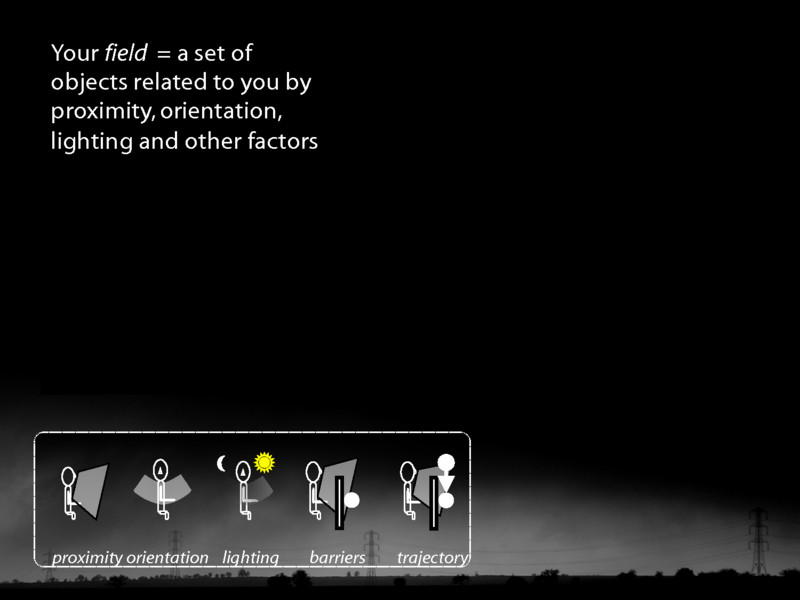 Your field = a set of
objects related to you by
proximity, orientation,
lighting and other factors
proximity orientation lighting barriers trajectory